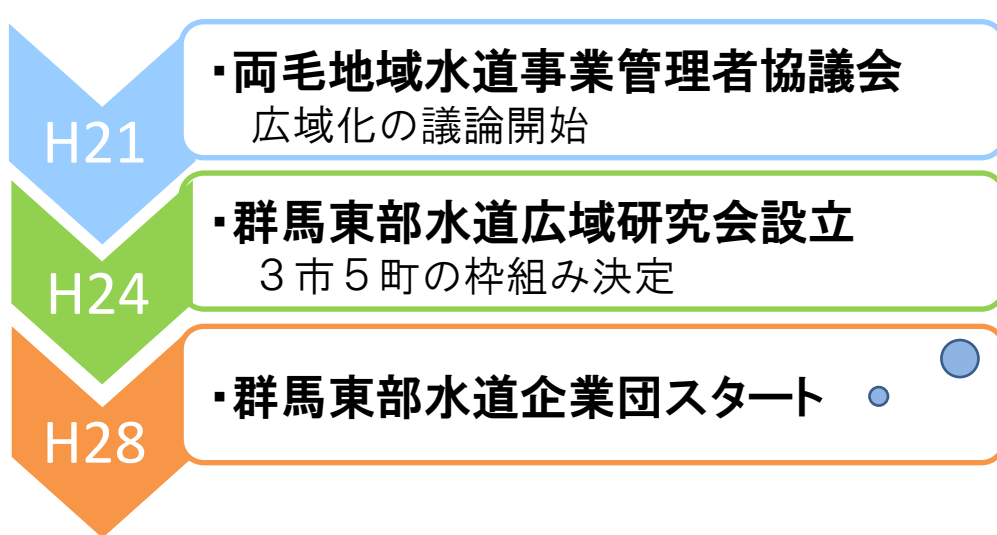 H21
・両毛地域水道事業管理者協議会
広域化の議論開始
H24
・群馬東部水道広域研究会設立
３市５町の枠組み決定
H28
・群馬東部水道企業団スタート